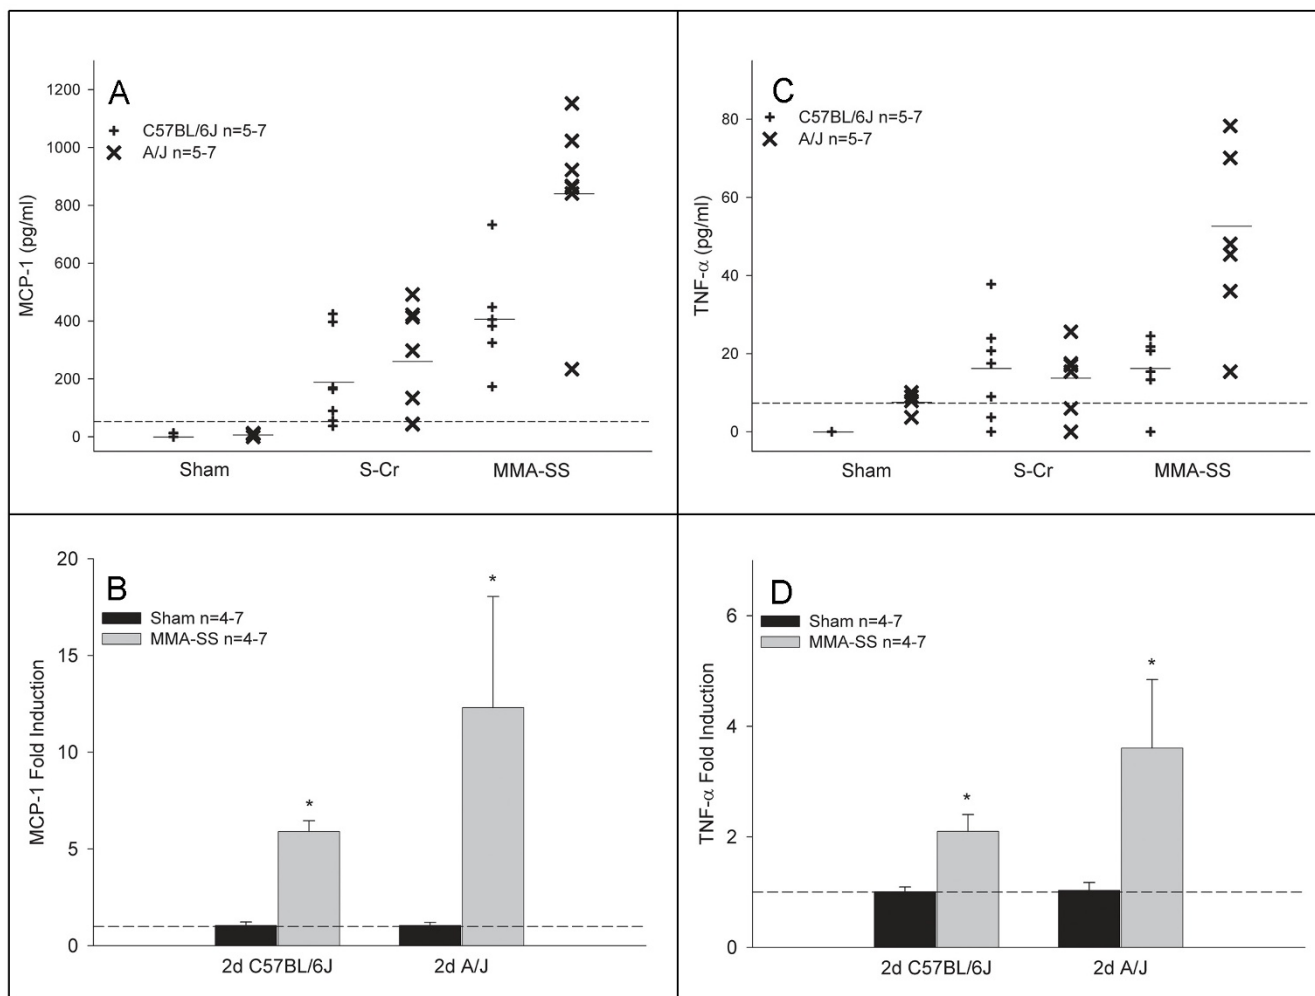 A
MCP-1 (pg/ml)
1200
1000
800
600
400
200
0
C57BL/6J n=5-7
A/J n=5-7
Sham
S-Cr
MMA-SS
C
TNF-α (pg/ml)
80
60
40
20
0
C57BL/6J n=5-7
A/J n=5-7
Sham
S-Cr
MMA-SS
B
MCP-1 Fold Induction
20
15
10
5
0
Sham n=4-7
MMA-SS n=4-7
*
*
2d C57BL/6J
2d A/J
D
TNF-α Fold Induction
6
4
2
0
Sham n=4-7
MMA-SS n=4-7
*
*
2d C57BL/6J
2d A/J